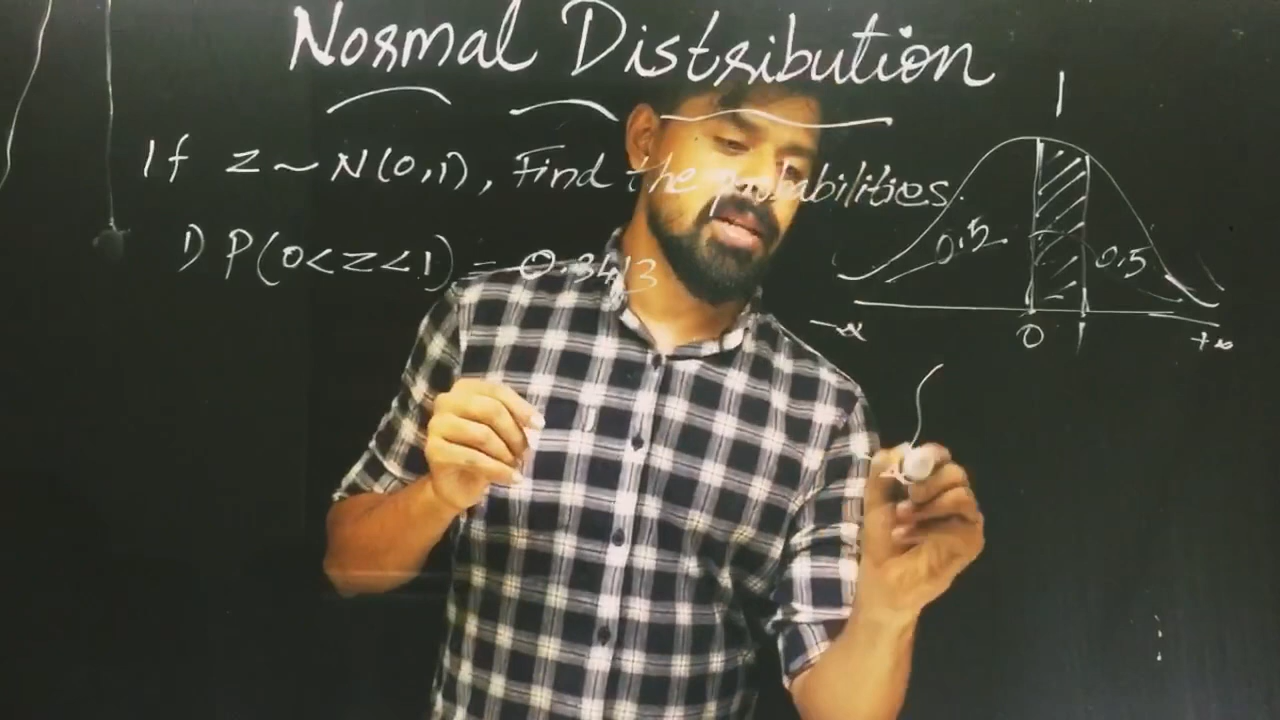 Normal Distribution
If Z ~ N(0,1), Find the probabilities.
1) P(0<Z<1) = 0.3413
1
0.5 0.5
-∞ 0 1 +∞